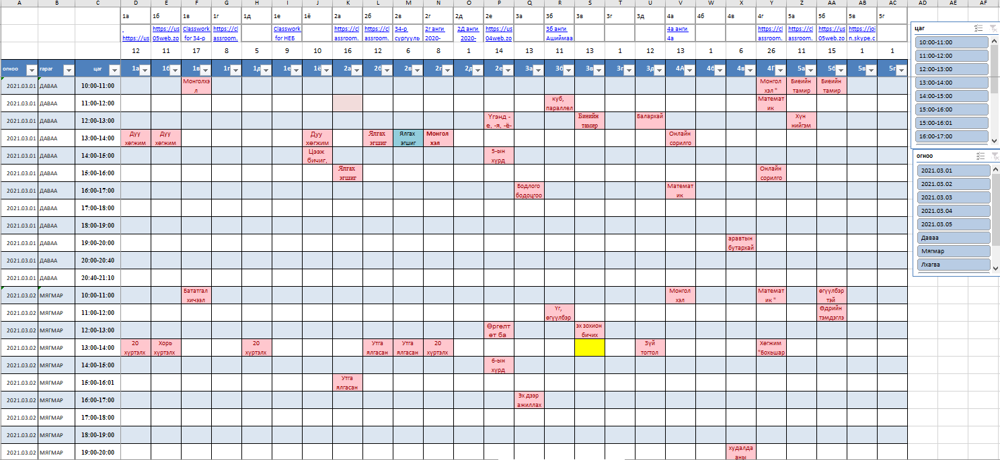 A B C D E F G H I J K L M N O P Q R S T U V W X Y Z AA AB AC AD AE AF
1а 1б 1в 1г 1д 1е 1ё 2а 2б 2в 2г 2д 2е 3а 3б 3в 3г 3д 4а 4б 4в 4г 5а 5б 5в 5г
. https://us https://us Classwork https://cl Classwork https://cl https://cl 34-р 2г анги 2Д анги https://us 3б анги 4а анги https://cl https://cl https://us https://joi
05web.zo for 34-р assroom. for НЕБ assroom. assroom. сургууль 2020- 2020- 04web.zo Ашиймаа 4а assroom. assroom. 05web.zo n.skype.c
12 11 17 8 5 9 10 16 12 6 8 1 14 13 11 13 1 12 13 1 6 26 11 15 1 1
огноо гараг цаг 1а 1б 1в 1г 1д 1е 1ё 2а 2б 2в 2г 2д 2е 3а 3б 3в 3г 3д 4А 4б 4в 4Г 5а 5б 5в 5г
2021.03.01 ДАВАА 10:00-11:00 Монголхэл Монгол хэл " Биеийн тамир Биеийн тамир
2021.03.01 ДАВАА 11:00-12:00 куб, параллел Математик
2021.03.01 ДАВАА 12:00-13:00 Үгэнд -е, -я, -ё- Биеийн тамир Балархай Хүн нийгэм
2021.03.01 ДАВАА 13:00-14:00 Дуу хөгжим Дуу хөгжим Дуу хөгжим Ялгах эгшиг Ялгах эгшиг Монгол хэл Онлайн сорилго
2021.03.01 ДАВАА 14:00-15:00 Цээж бичиг, 5-ын хүрд
2021.03.01 ДАВАА 15:00-16:00 Ялгах эгшиг Онлайн сорилго
2021.03.01 ДАВАА 16:00-17:00 Бодлого бодоцгоо Математик
2021.03.01 ДАВАА 17:00-18:00
2021.03.01 ДАВАА 18:00-19:00
2021.03.01 ДАВАА 19:00-20:00 аравтын бутархай
2021.03.01 ДАВАА 20:00-20:40
2021.03.01 ДАВАА 20:40-21:10
2021.03.02 МЯГМАР 10:00-11:00 Бататгал хичээл Монгол хэл Математик " өгүүлбэр тэй
2021.03.02 МЯГМАР 11:00-12:00 Үг, өгүүлбэр Өдрийн тэмдэглэ
2021.03.02 МЯГМАР 12:00-13:00 Өргөлт өт ба эх зохион бичих
2021.03.02 МЯГМАР 13:00-14:00 20 хүртэлх Хорь хүртэлх 20 хүртэлх Утга ялгасан Утга ялгасан 20 хүртэлх Зүй тогтол Хөгжим "Бохьшар
2021.03.02 МЯГМАР 14:00-15:00 6-ын хүрд
2021.03.02 МЯГМАР 15:00-16:01 Утга ялгасан
2021.03.02 МЯГМАР 16:00-17:00 Эх дээр ажиллах
2021.03.02 МЯГМАР 17:00-18:00
2021.03.02 МЯГМАР 18:00-19:00
2021.03.02 МЯГМАР 19:00-20:00 худалдааны
цаг
10:00-11:00
11:00-12:00
12:00-13:00
13:00-14:00
14:00-15:00
15:00-16:00
15:00-16:01
16:00-17:00
огноо
2021.03.01
2021.03.02
2021.03.03
2021.03.04
2021.03.05
Даваа
Мягмар
Лхагва